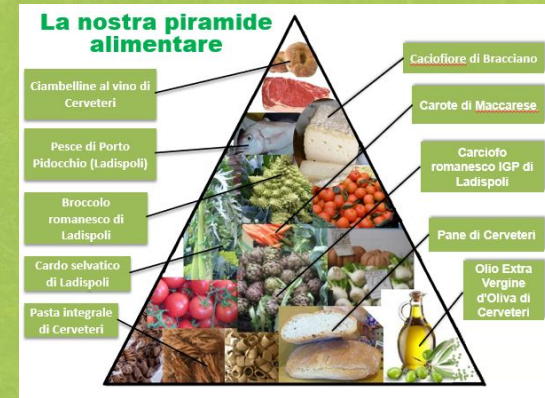 La nostra piramide
alimentare
Ciambelline al vino di
Cerveteri
Pesce di Porto
Pidocchio (Ladispoli)
Broccolo
romanesco di
Ladispoli
Cardo selvatico
di Ladispoli
Pasta integrale
di Cerveteri
Caciofiore di Bracciano
Carote di Maccarese
Carciofo
romanesco IGP di
Ladispoli
Pane di Cerveteri
Olio Extra
Vergine
d'Oliva di
Cerveteri